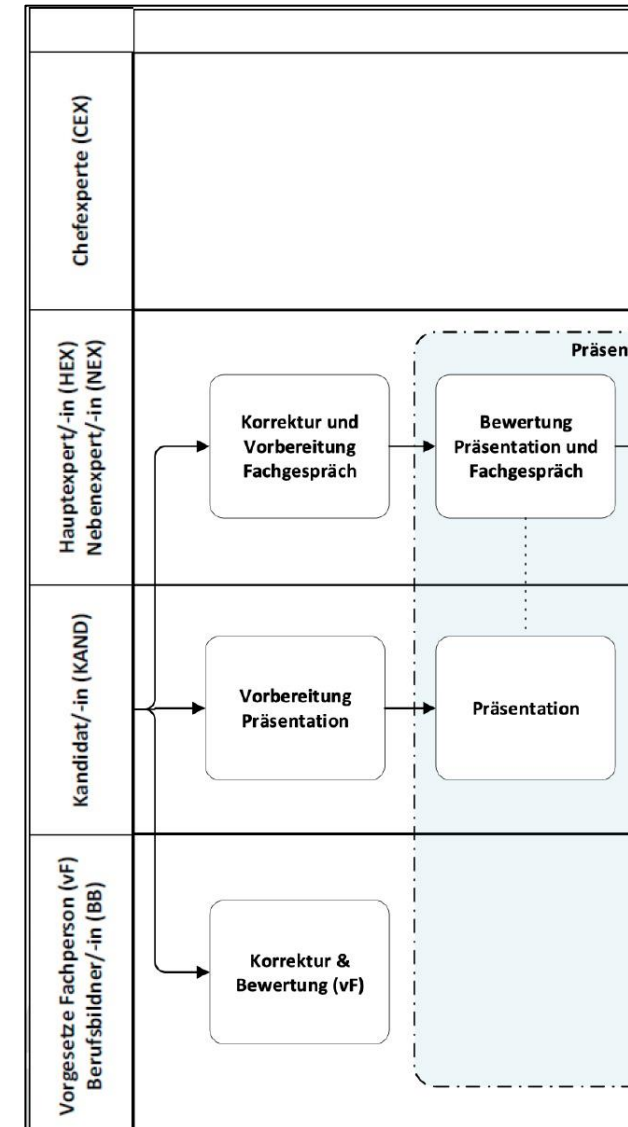 Chefexperte (CEX)
Hauptexpert/-in (HEX)
Nebenexpert/-in (NEX)
Präsen
Korrektur und
Vorbereitung
Fachgespräch
Bewertung
Präsentation und
Fachgespräch
Kandidat/-in (KAND)
Vorbereitung
Präsentation
Präsentation
Vorgesetze Fachperson (vF)
Berufsbildner/-in (BB)
Korrektur &
Bewertung (vF)